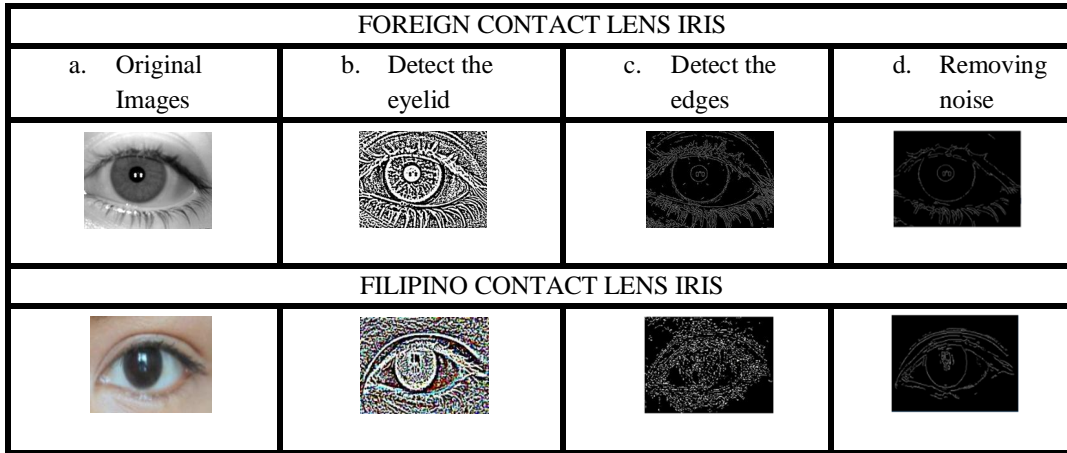 FOREIGN CONTACT LENS IRIS
a. Original
Images
b. Detect the
eyelid
c. Detect the
edges
d. Removing
noise
FILIPINO CONTACT LENS IRIS